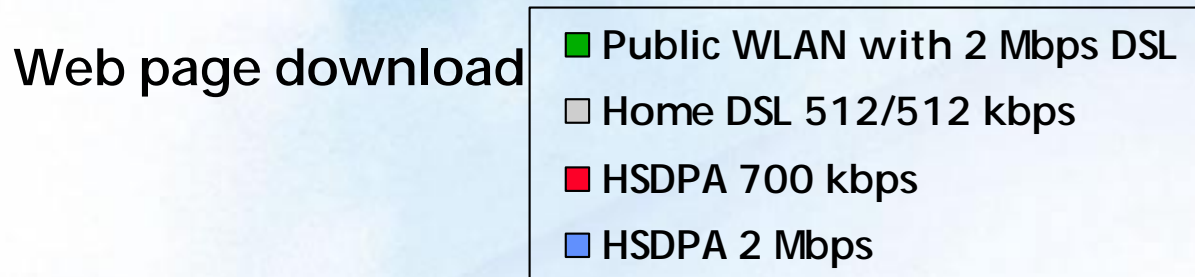 Web page download
Public WLAN with 2 Mbps DSL
Home DSL 512/512 kbps
HSDPA 700 kbps
HSDPA 2 Mbps